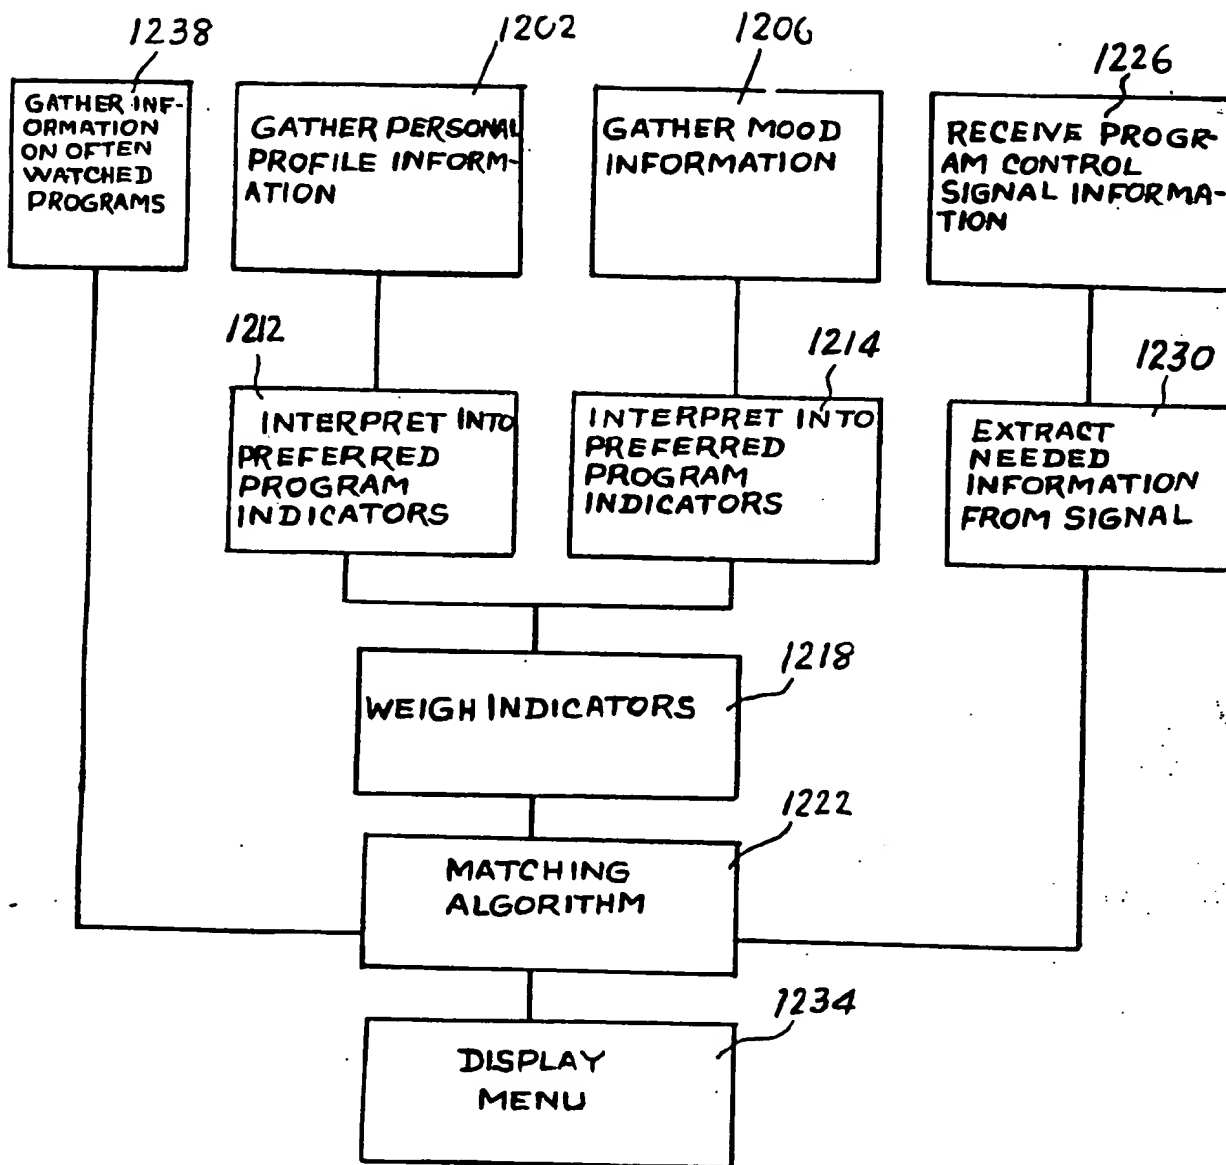 1238
GATHER INF-
ORMATION
ON OFTEN
WATCHED
PROGRAMS
1202
GATHER PERSONAL
PROFILE INFORM-
ATION
1206
GATHER MOOD
INFORMATION
1226
RECEIVE PROGR-
AM CONTROL
SIGNAL INFORMA-
TION
1212
INTERPRET INTO
PREFERRED
PROGRAM
INDICATORS
1214
INTERPRET INTO
PREFERRED
PROGRAM
INDICATORS
1230
EXTRACT
NEEDED
INFORMATION
FROM SIGNAL
1218
WEIGH INDICATORS
1222
MATCHING
ALGORITHM
1234
DISPLAY
MENU